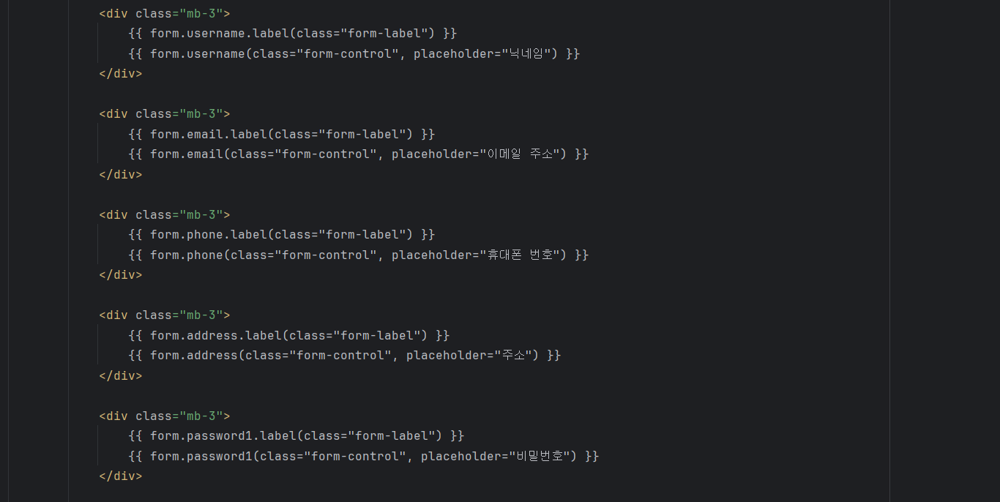 <div class="mb-3">
{{ form.username.label(class="form-label") }}
{{ form.username(class="form-control", placeholder="닉네임") }}
</div>
<div class="mb-3">
{{ form.email.label(class="form-label") }}
{{ form.email(class="form-control", placeholder="이메일 주소") }}
</div>
<div class="mb-3">
{{ form.phone.label(class="form-label") }}
{{ form.phone(class="form-control", placeholder="휴대폰 번호") }}
</div>
<div class="mb-3">
{{ form.address.label(class="form-label") }}
{{ form.address(class="form-control", placeholder="주소") }}
</div>
<div class="mb-3">
{{ form.password1.label(class="form-label") }}
{{ form.password1(class="form-control", placeholder="비밀번호") }}
</div>